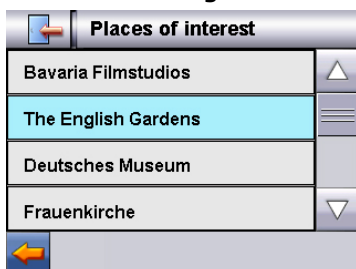 Places of interest
Bavaria Filmstudios
The English Gardens
Deutsches Museum
Frauenkirche